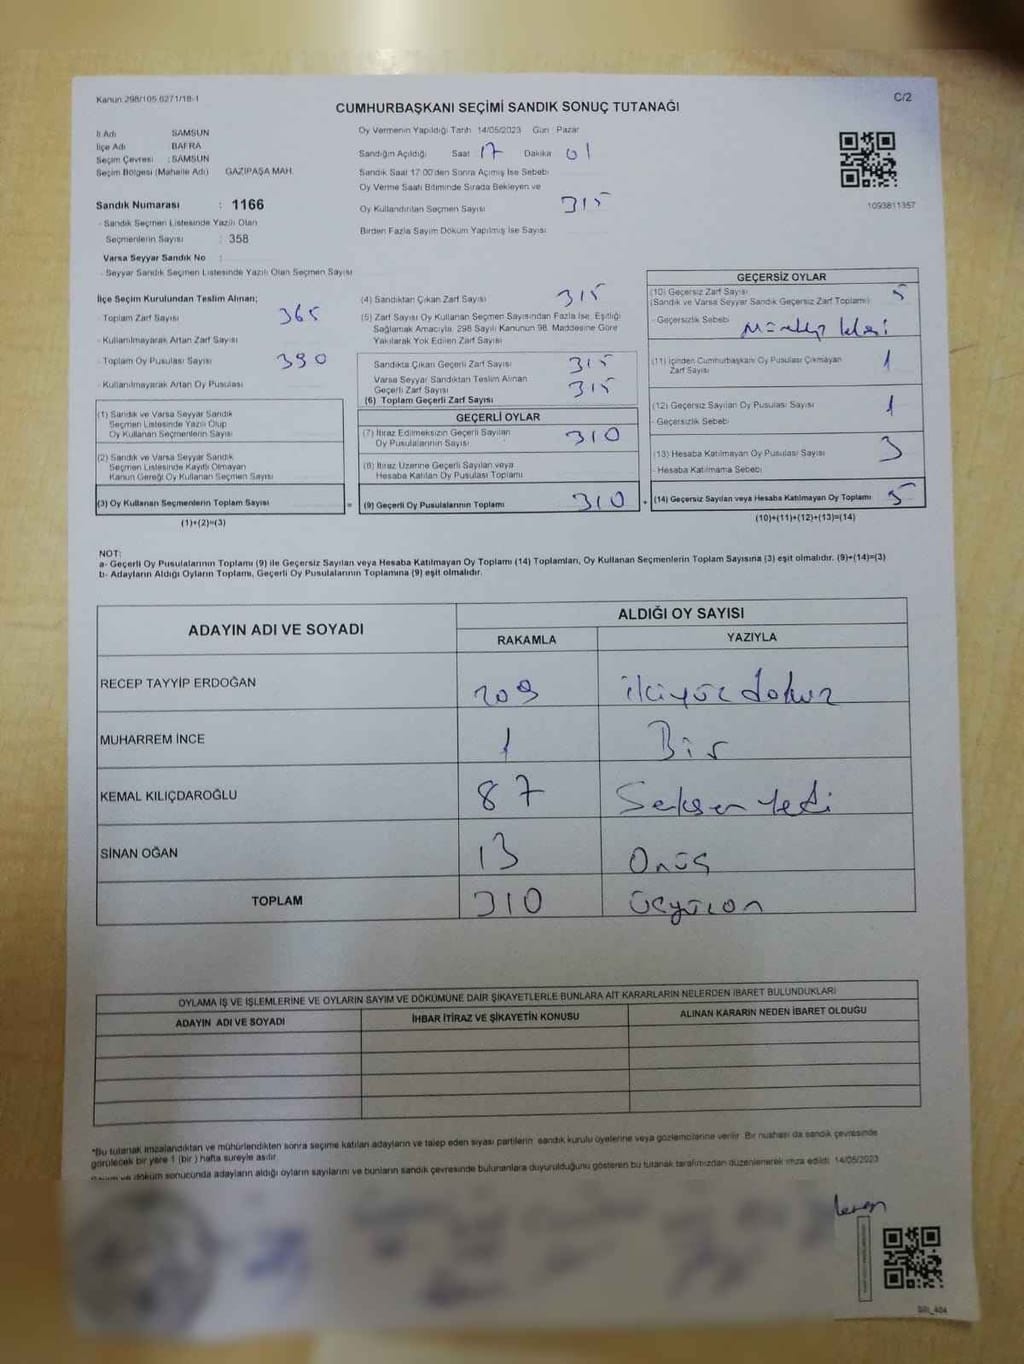 Kanun 298/105 6271/18-1
C/2
CUMHURBAŞKANI SEÇİMİ SANDIK SONUÇ TUTANAĞI
İl Adı SAMSUN
İlçe Adı BAFRA
Seçim Çevresi : SAMSUN
Seçim Bölgesi (Mahalle Adı) GAZİPAŞA MAH.
Sandık Numarası : 1166
- Sandık Seçmen Listesinde Yazılı Olan
Seçmenlerin Sayısı : 358
Varsa Seyyar Sandık No :
- Seyyar Sandık Seçmen Listesinde Yazılı Olan Seçmen Sayısı
Oy Vermenin Yapıldığı Tarih 14/05/2023 Gün Pazar
Sandığın Açıldığı Saat 17 Dakika 01
Sandık Saat 17.00'den Sonra Açılmış İse Sebebi
Oy Verme Saati Bitiminde Sırada Bekleyen ve
Oy Kullandırılan Seçmen Sayısı 315
Birden Fazla Sayım Döküm Yapılmış İse Sayısı
1093811357
İlçe Seçim Kurulundan Teslim Alınan;
- Toplam Zarf Sayısı 365
- Kullanılmayarak Artan Zarf Sayısı
- Toplam Oy Pusulası Sayısı 390
- Kullanılmayarak Artan Oy Pusulası
(1) Sandık ve Varsa Seyyar Sandık
Seçmen Listesinde Yazılı Olup
Oy Kullanan Seçmenlerin Sayısı
(2) Sandık ve Varsa Seyyar Sandık
Seçmen Listesinde Kayıtlı Olmayan
Kanun Gereği Oy Kullanan Seçmen Sayısı
(3) Oy Kullanan Seçmenlerin Toplam Sayısı =
(1)+(2)=(3)
(4) Sandıktan Çıkan Zarf Sayısı 315
(5) Zarf Sayısı Oy Kullanan Seçmen Sayısından Fazla İse, Eşitliği
Sağlamak Amacıyla, 298 Sayılı Kanunun 98. Maddesine Göre
Yakılarak Yok Edilen Zarf Sayısı
Sandıkta Çıkan Geçerli Zarf Sayısı 315
Varsa Seyyar Sandıktan Teslim Alınan
Geçerli Zarf Sayısı 315
(6) Toplam Geçerli Zarf Sayısı
GEÇERLİ OYLAR
(7) İtiraz Edilmeksizin Geçerli Sayılan
Oy Pusulalarının Sayısı 310
(8) İtiraz Üzerine Geçerli Sayılan veya
Hesaba Katılan Oy Pusulası Toplamı
(9) Geçerli Oy Pusulalarının Toplamı 310 +
GEÇERSİZ OYLAR
(10) Geçersiz Zarf Sayısı 5
(Sandık ve Varsa Seyyar Sandık Geçersiz Zarf Toplamı)
- Geçersizlik Sebebi
(11) İçinden Cumhurbaşkanı Oy Pusulası Çıkmayan
Zarf Sayısı 1
(12) Geçersiz Sayılan Oy Pusulası Sayısı 1
- Geçersizlik Sebebi
(13) Hesaba Katılmayan Oy Pusulası Sayısı 3
- Hesaba Katılmama Sebebi
(14) Geçersiz Sayılan veya Hesaba Katılmayan Oy Toplamı 5
(10)+(11)+(12)+(13)=(14)
NOT:
a- Geçerli Oy Pusulalarının Toplamı (9) ile Geçersiz Sayılan veya Hesaba Katılmayan Oy Toplamı (14) Toplamları, Oy Kullanan Seçmenlerin Toplam Sayısına (3) eşit olmalıdır. (9)+(14)=(3)
b- Adayların Aldığı Oyların Toplamı, Geçerli Oy Pusulalarının Toplamına (9) eşit olmalıdır.
ADAYIN ADI VE SOYADI
ALDIĞI OY SAYISI
RAKAMLA YAZIYLA
RECEP TAYYİP ERDOĞAN 209 ikiyüz dokuz
MUHARREM İNCE 1 Bir
KEMAL KILIÇDAROĞLU 87 Seksen Yedi
SİNAN OĞAN 13 Onüç
TOPLAM 310 üçyüzon
OYLAMA İŞ VE İŞLEMLERİNE VE OYLARIN SAYIM VE DÖKÜMÜNE DAİR ŞİKAYETLERLE BUNLARA AİT KARARLARIN NELERDEN İBARET BULUNDUKLARI
ADAYIN ADI VE SOYADI İHBAR İTİRAZ VE ŞİKAYETİN KONUSU ALINAN KARARIN NEDEN İBARET OLDUĞU
*Bu tutanak imzalandıktan ve mühürlendikten sonra seçime katılan adayların ve talep eden siyasi partilerin sandık kurulu üyelerine veya gözlemcilerine verilir. Bir nüshası da sandık çevresinde
görülecek bir yere 1 (bir ) hafta süreyle asılır.
ve döküm sonucunda adayların aldığı oyların sayılarını ve bunların sandık çevresinde bulunanlara duyurulduğunu gösteren bu tutanak tarafımızdan düzenlenerek imza edildi. 14/05/2023